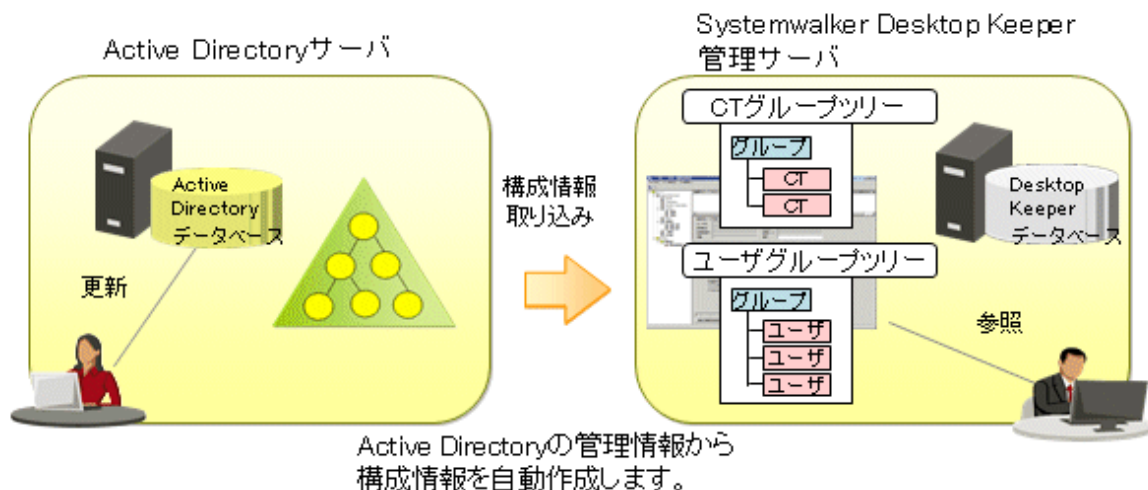 Active Directoryサーバ
Active
Directory
データベース
更新
構成情報
取り込み
Systemwalker Desktop Keeper
管理サーバ
CTグループツリー
グループ
CT
CT
ユーザグループツリー
グループ
ユーザ
ユーザ
ユーザ
Desktop
Keeper
データベース
参照
Active Directoryの管理情報から
構成情報を自動作成します。